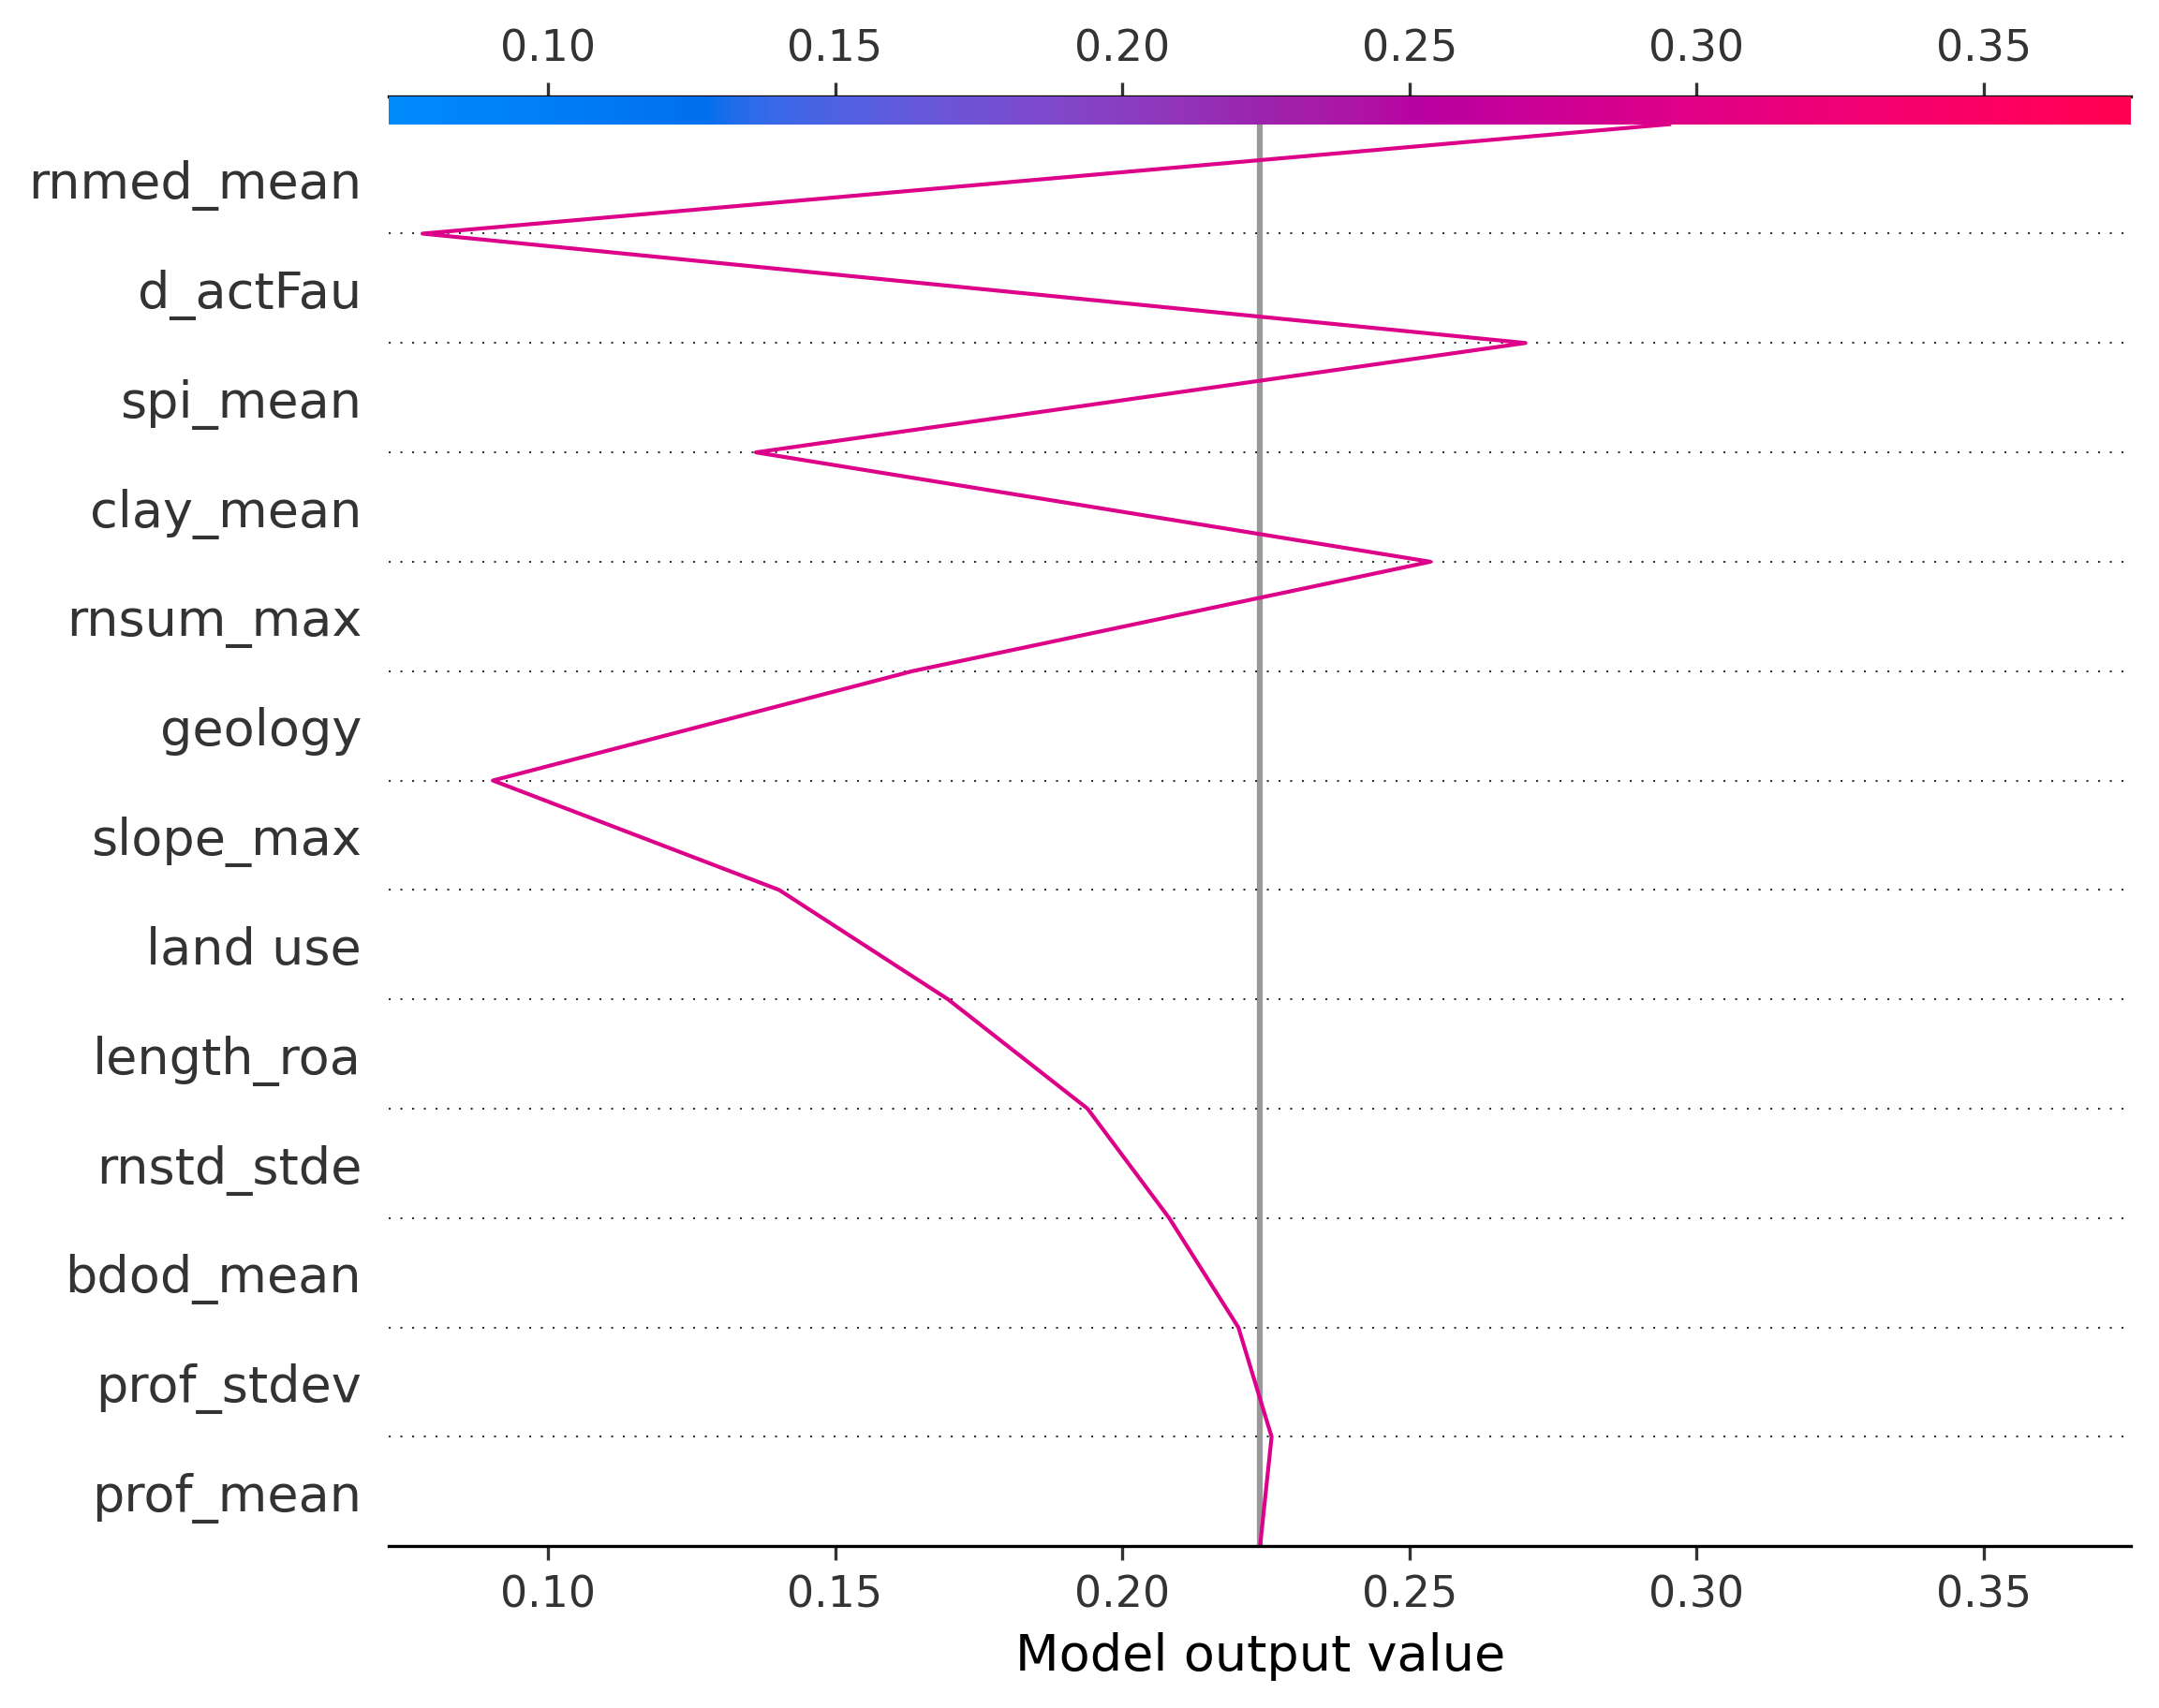 0.10 0.15 0.20 0.25 0.30 0.35
rnmed_mean
d_actFau
spi_mean
clay_mean
rnsum_max
geology
slope_max
land use
length_roa
rnstd_stde
bdod_mean
prof_stdev
prof_mean
0.10 0.15 0.20 0.25 0.30 0.35
Model output value